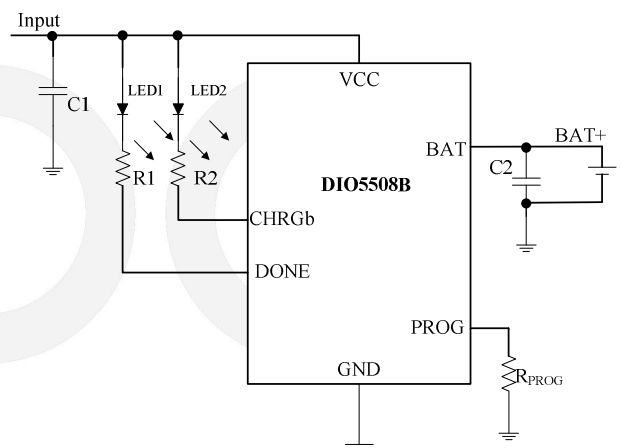 Input
LED1
LED2
VCC
C1
R1
R2
BAT
BAT+
C2
DIO5508B
CHRGb
DONE
PROG
GND
RPROG